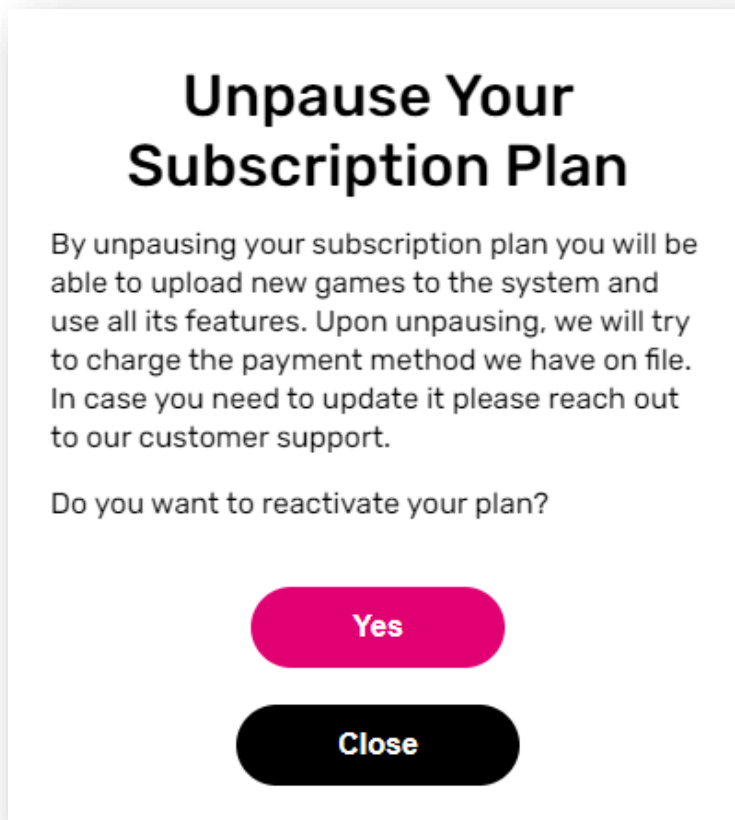 Unpause Your
Subscription Plan
By unpausing your subscription plan you will be
able to upload new games to the system and
use all its features. Upon unpausing, we will try
to charge the payment method we have on file.
In case you need to update it please reach out
to our customer support.
Do you want to reactivate your plan?
Yes
Close